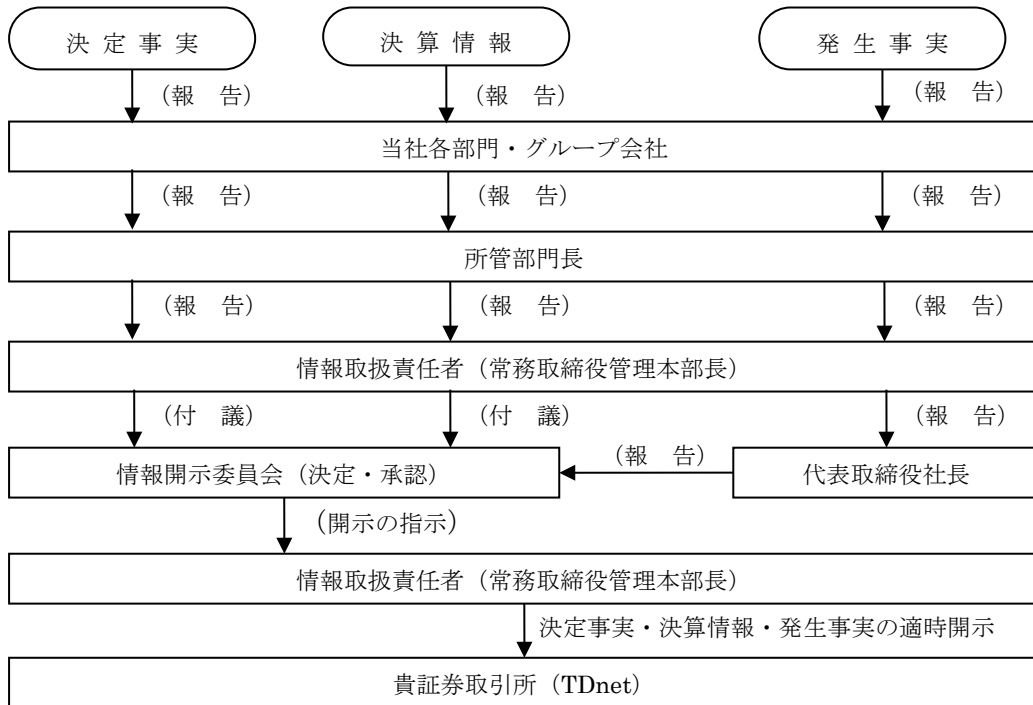 決 定 事 実　決 算 情 報　発 生 事 実
(報　告)　(報　告)　(報　告)
当社各部門・グループ会社
(報　告)　(報　告)　(報　告)
所管部門長
(報　告)　(報　告)　(報　告)
情報取扱責任者（常務取締役管理本部長）
(付　議)　(付　議)　(報　告)
情報開示委員会（決定・承認）　(報　告)　代表取締役社長
(開示の指示)
情報取扱責任者（常務取締役管理本部長）
決定事実・決算情報・発生事実の適時開示
貴証券取引所（TDnet）